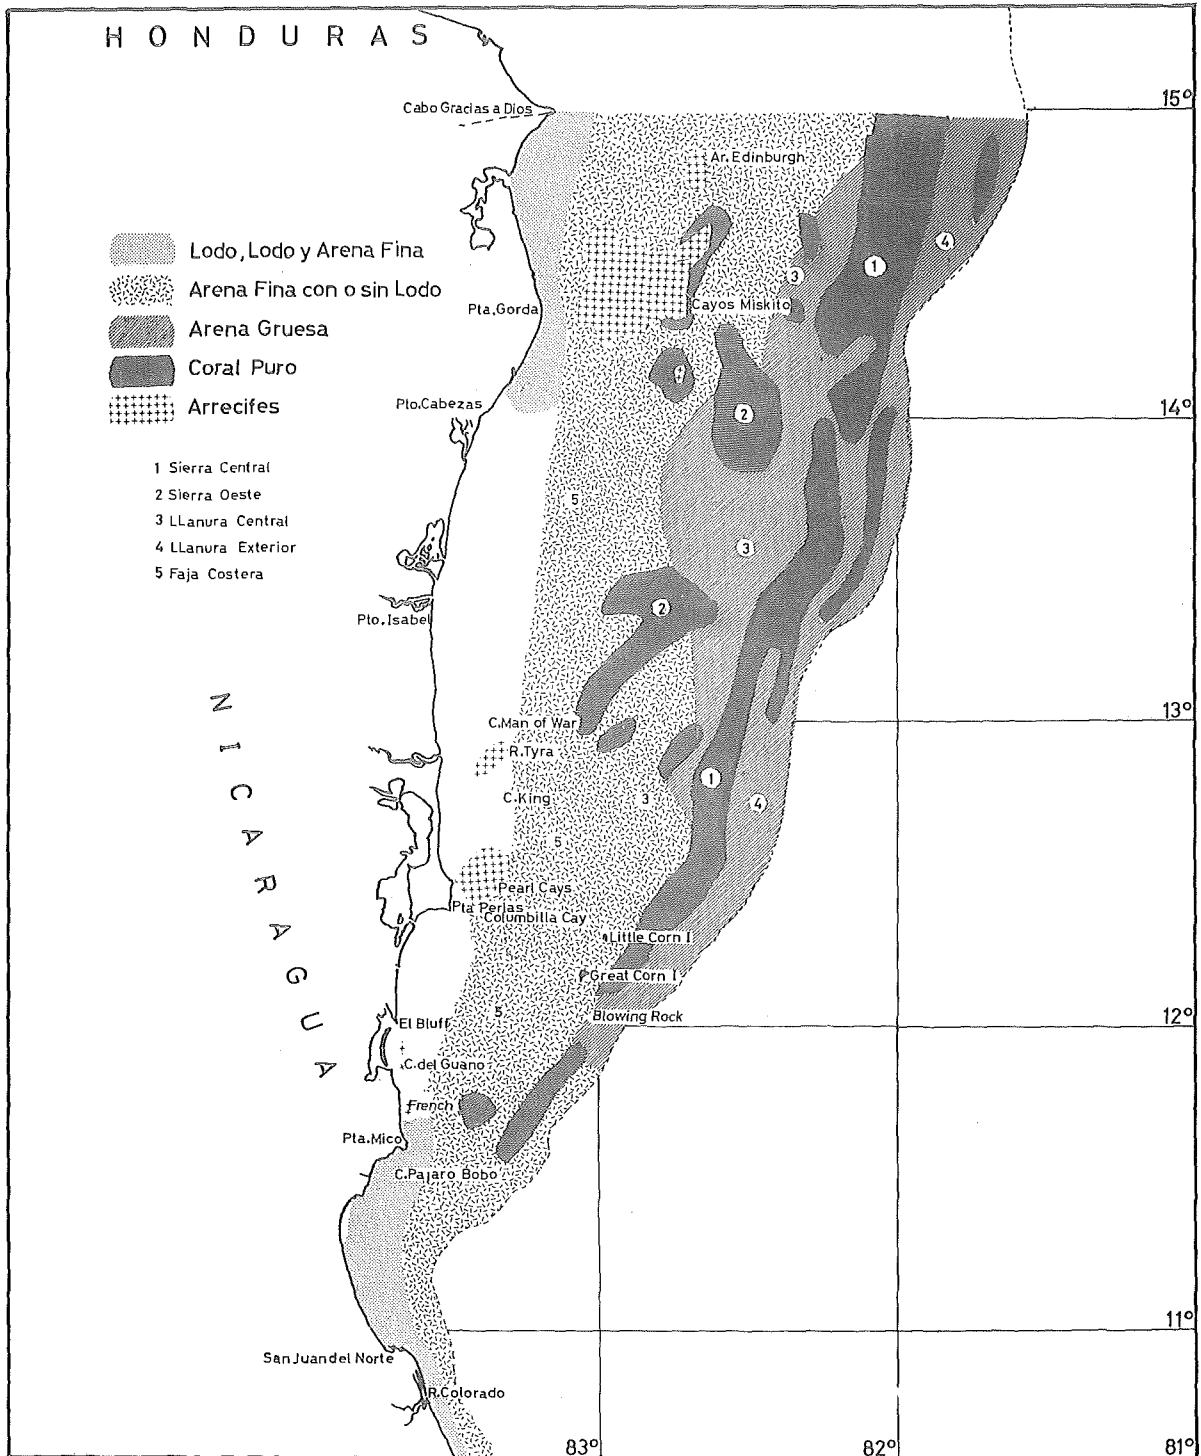 HONDURAS
Cabo Gracias a Dios
15°
Ar. Edinburgh
4
1
3
Lodo, Lodo y Arena Fina
Arena Fina con o sin Lodo
Arena Gruesa
Coral Puro
Arrecifes
Pta. Gorda
Cayos Miskito
Pto. Cabezas
2
14°
1 Sierra Central
2 Sierra Oeste
3 LLanura Central
4 LLanura Exterior
5 Faja Costera
5
3
2
Pto. Isabel
NICARAGUA
C. Man of War
13°
R. Tyra
1
C. King
3
4
5
Pearl Cays
Pta Perlas
Columbilla Cay
Little Corn I
Great Corn I
5
Blowing Rock
El Bluff
12°
C. del Guano
French
Pta. Mico
C. Pajaro Bobo
11°
San Juan del Norte
R. Colorado
83°
82°
81°